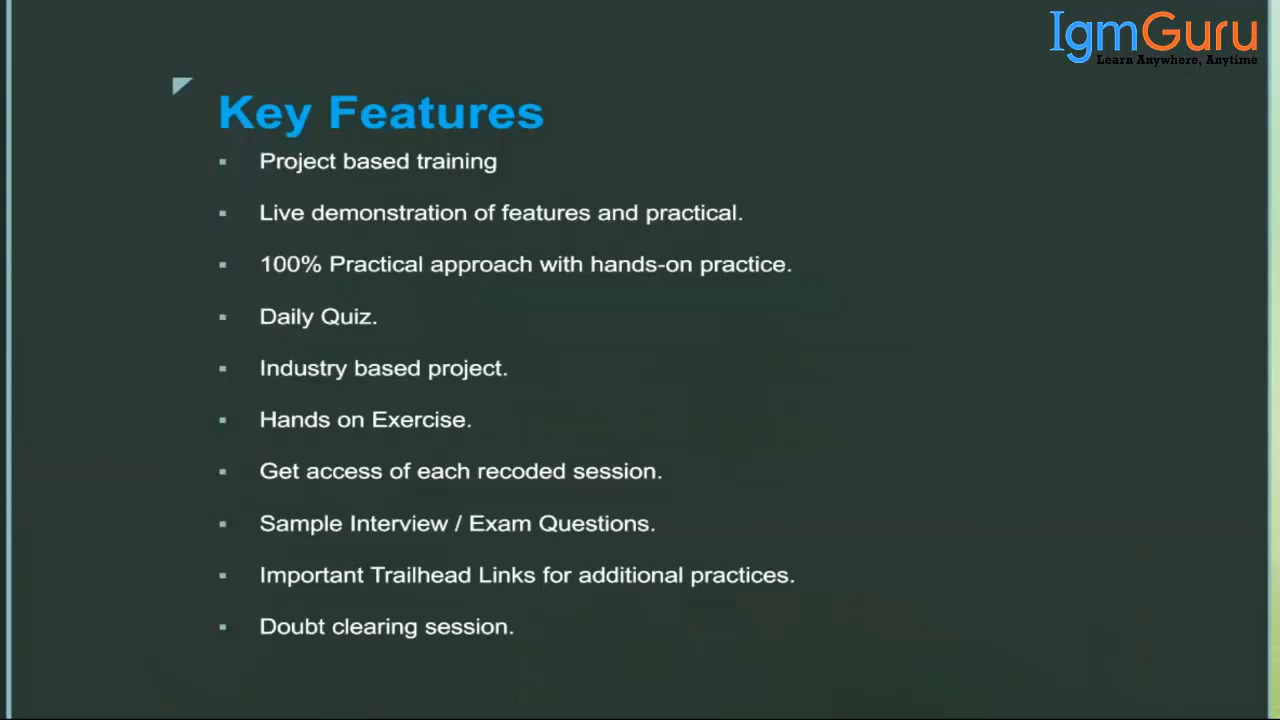 IgmGuru
Learn Anywhere, Anytime
Key Features
▪ Project based training
▪ Live demonstration of features and practical.
▪ 100% Practical approach with hands-on practice.
▪ Daily Quiz.
▪ Industry based project.
▪ Hands on Exercise.
▪ Get access of each recoded session.
▪ Sample Interview / Exam Questions.
▪ Important Trailhead Links for additional practices.
▪ Doubt clearing session.